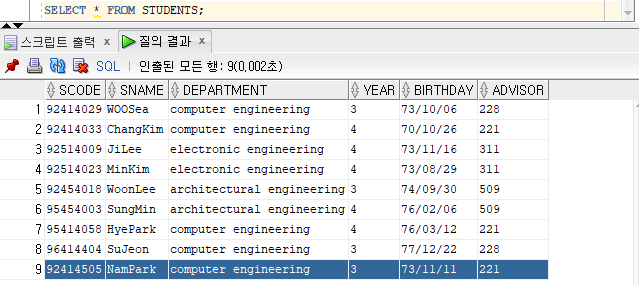 SELECT * FROM STUDENTS;
스크립트 출력 x 질의 결과 x
SQL | 인출된 모든 행: 9(0,002초)
SCODE SNAME DEPARTMENT YEAR BIRTHDAY ADVISOR
1 92414029 WOOSea computer engineering 3 73/10/06 228
2 92414033 ChangKim computer engineering 4 70/10/26 221
3 92514009 JiLee electronic engineering 4 73/11/16 311
4 92514023 MinKim electronic engineering 4 73/08/29 311
5 92454018 WoonLee architectural engineering 3 74/09/30 509
6 95454003 SungMin architectural engineering 4 76/02/06 509
7 95414058 HyePark computer engineering 4 76/03/12 221
8 96414404 SuJeon computer engineering 3 77/12/22 228
9 92414505 NamPark computer engineering 3 73/11/11 221